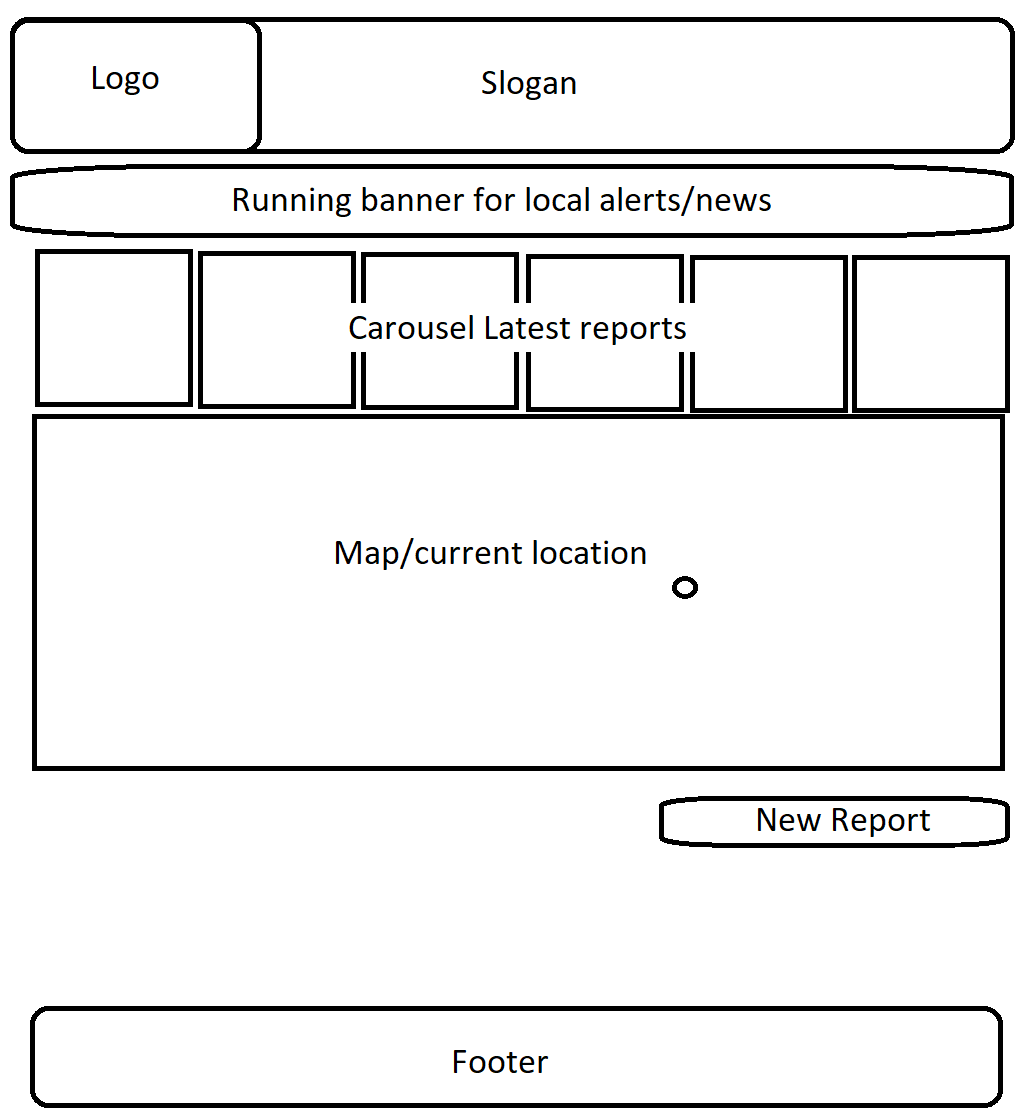 Logo
Slogan
Running banner for local alerts/news
Carousel Latest reports
Map/current location
New Report
Footer